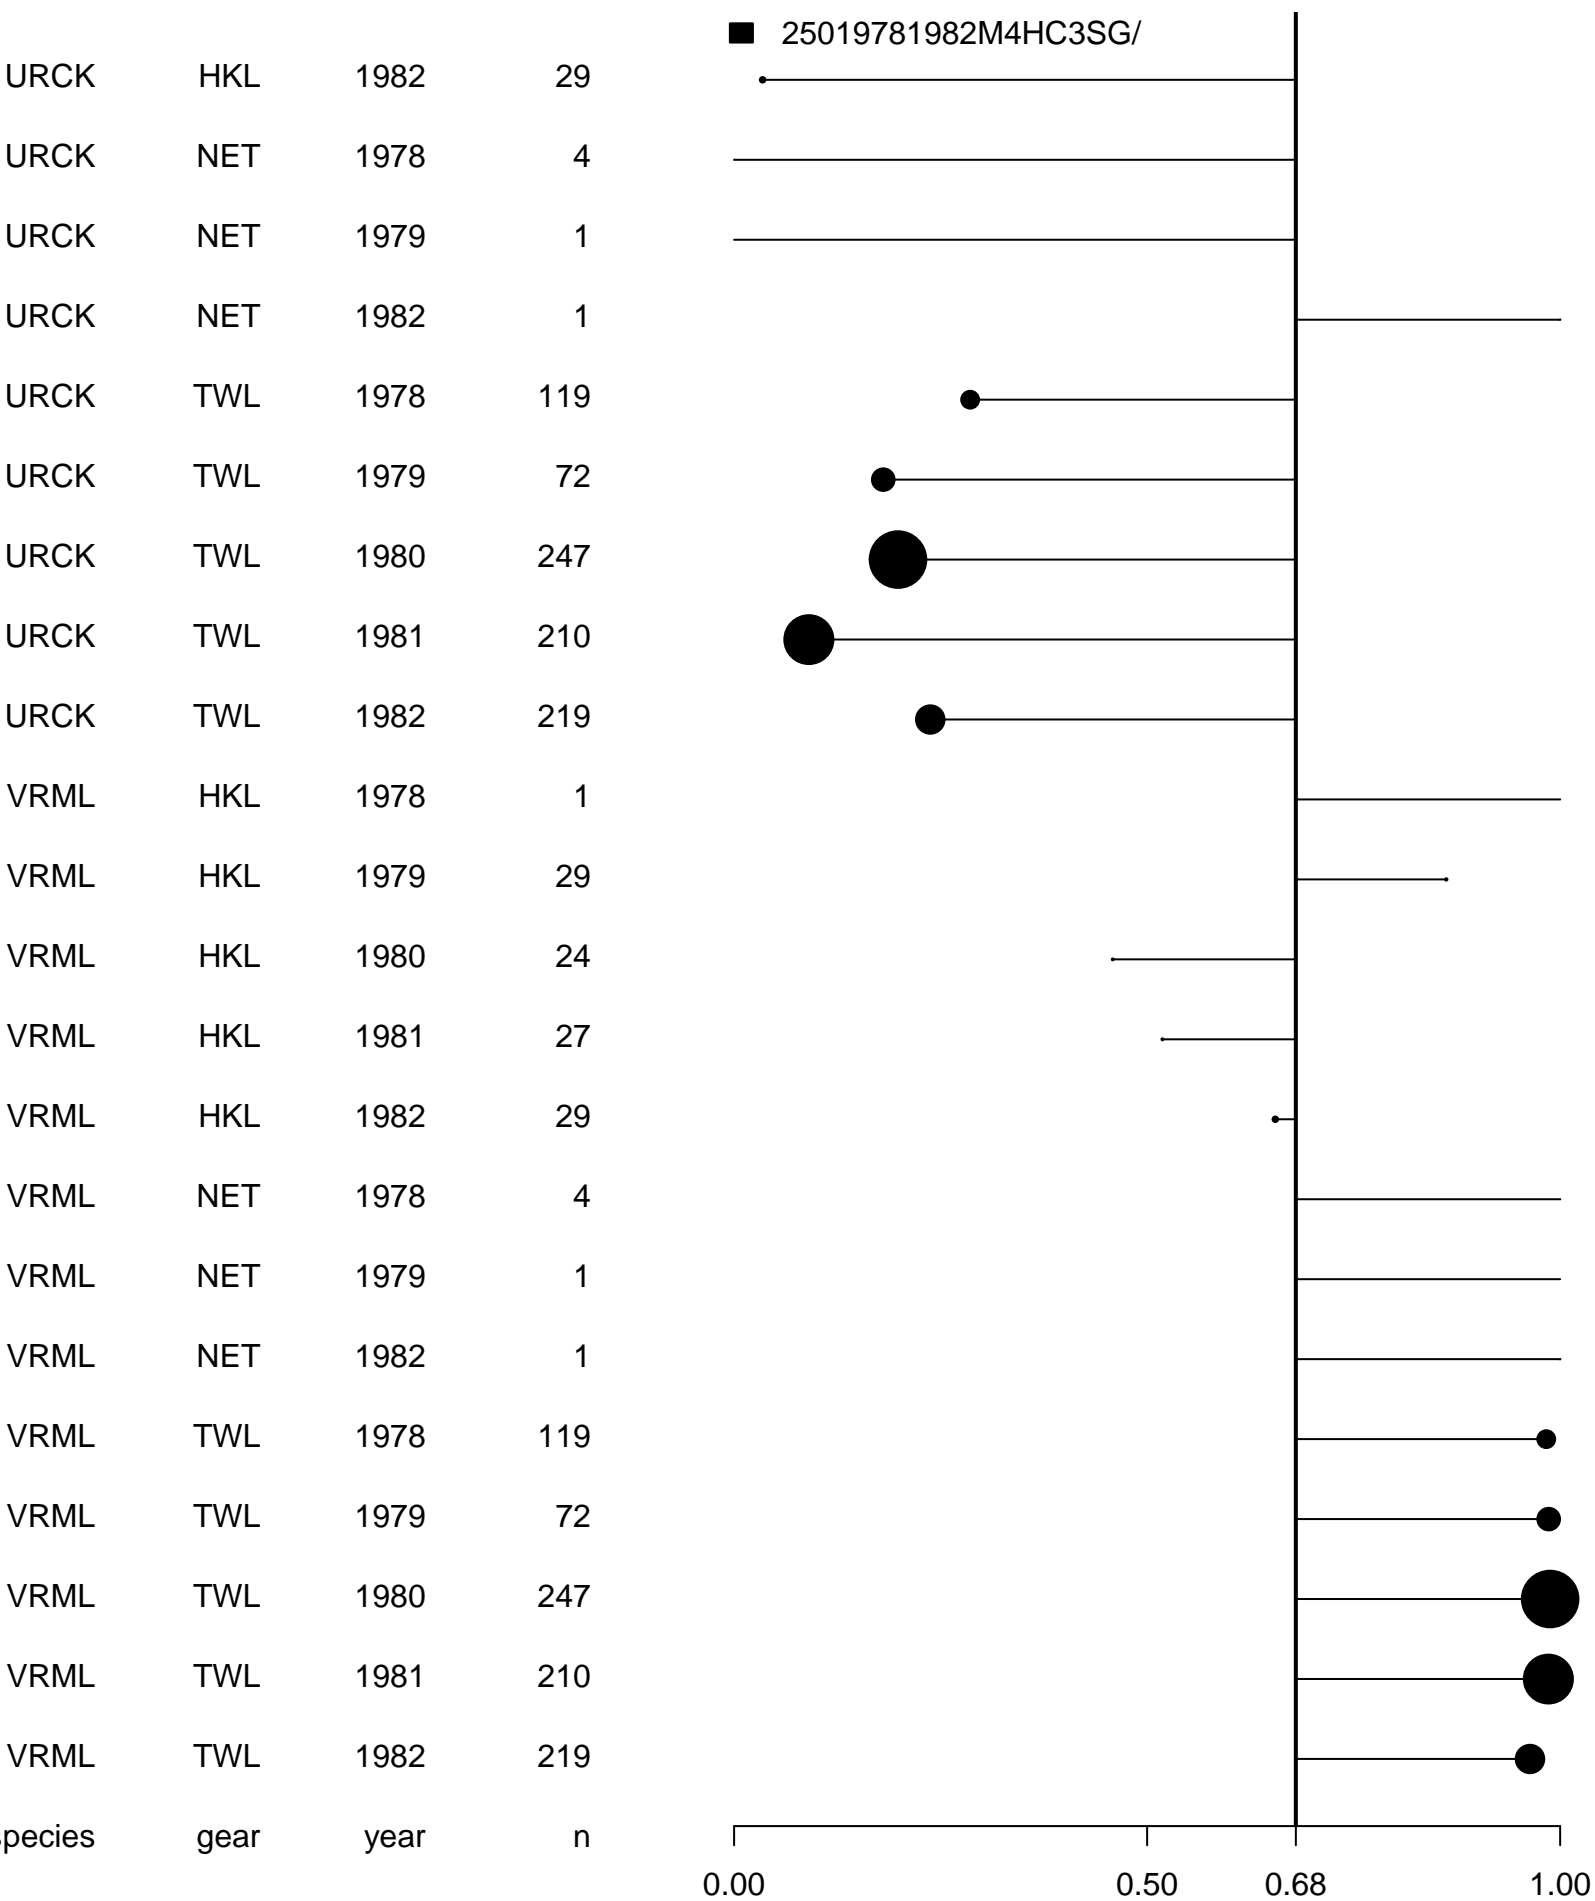 25019781982M4HC3SG/
URCK HKL 1982 29
URCK NET 1978 4
URCK NET 1979 1
URCK NET 1982 1
URCK TWL 1978 119
URCK TWL 1979 72
URCK TWL 1980 247
URCK TWL 1981 210
URCK TWL 1982 219
VRML HKL 1978 1
VRML HKL 1979 29
VRML HKL 1980 24
VRML HKL 1981 27
VRML HKL 1982 29
VRML NET 1978 4
VRML NET 1979 1
VRML NET 1982 1
VRML TWL 1978 119
VRML TWL 1979 72
VRML TWL 1980 247
VRML TWL 1981 210
VRML TWL 1982 219
species gear year n
0.00 0.50 0.68 1.00